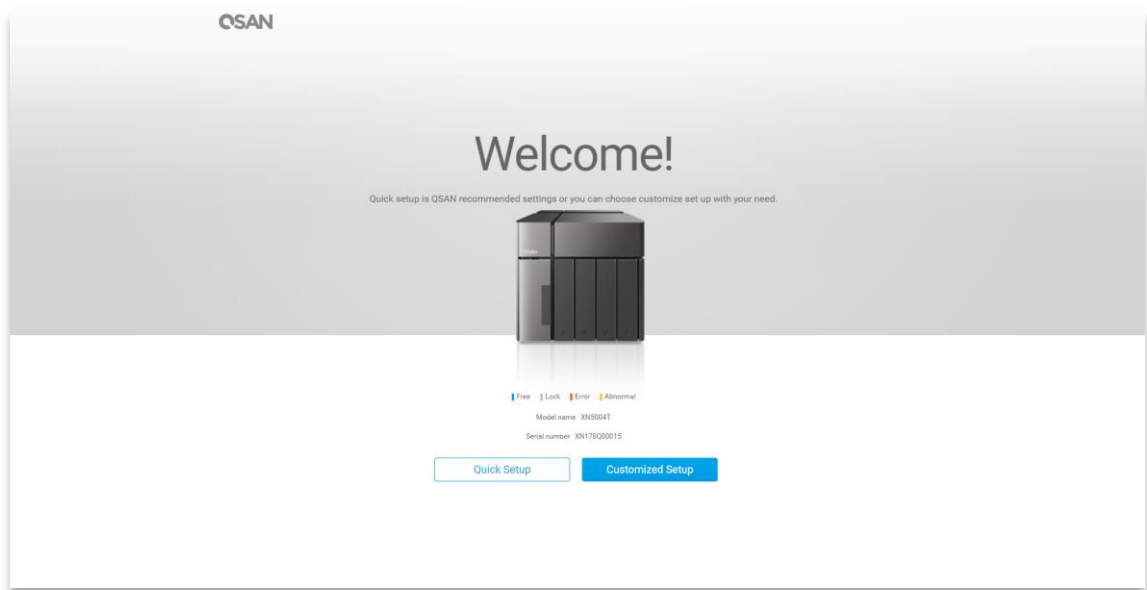 QSAN
Welcome!
Quick setup is QSAN recommended settings or you can choose customize set up with your need.
Free Lock Error Abnormal
Model name XN5004T
Serial number XN178Q00015
Quick Setup Customized Setup